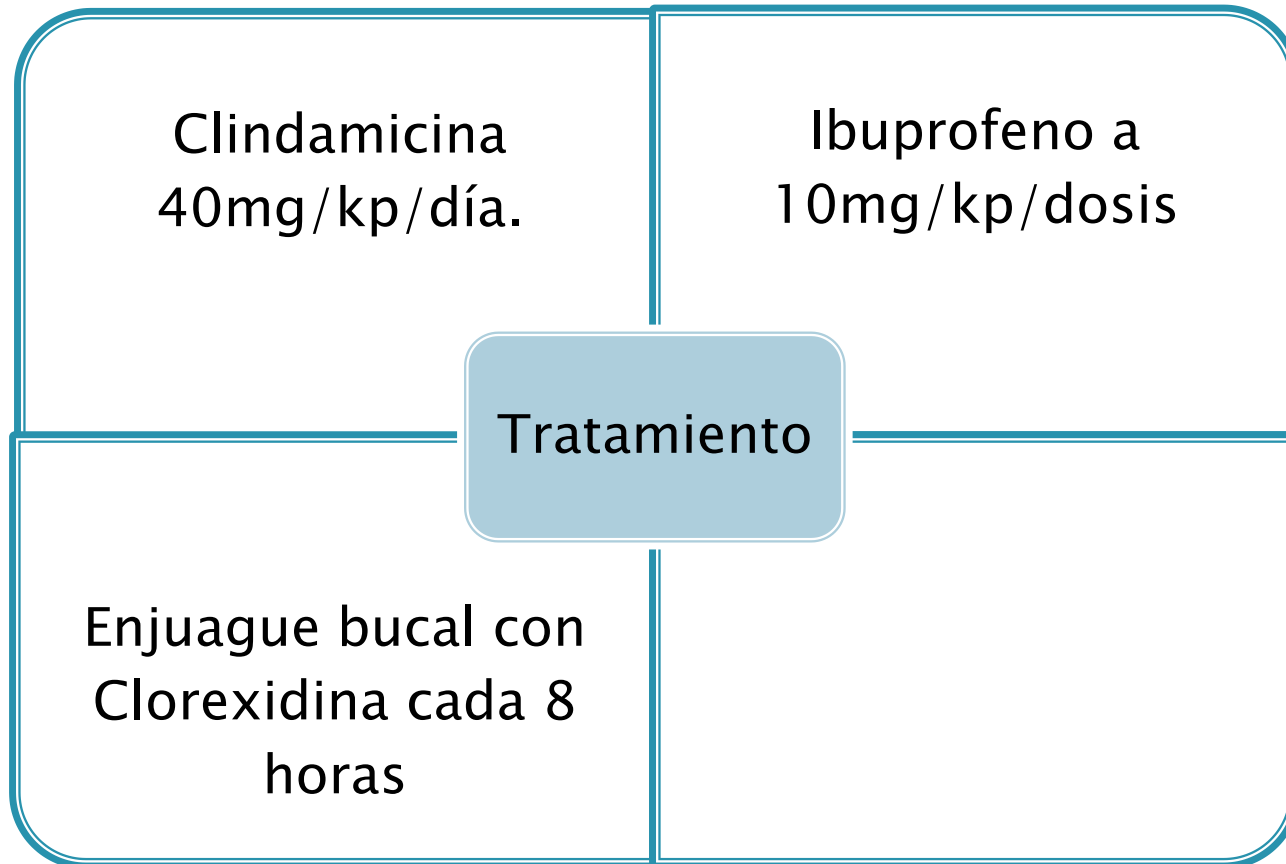 Clindamicina
40mg/kp/día.
Ibuprofeno a
10mg/kp/dosis
Tratamiento
Enjuague bucal con
Clorexidina cada 8
horas